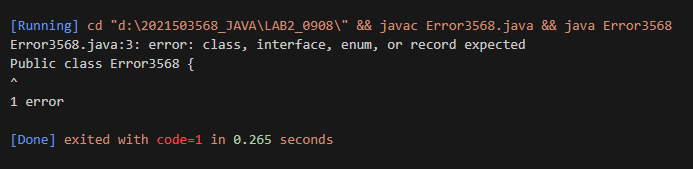 [Running] cd "d:\2021503568_JAVA\LAB2_0908\" && javac Error3568.java && java Error3568
Error3568.java:3: error: class, interface, enum, or record expected
Public class Error3568 {
^
1 error
[Done] exited with code=1 in 0.265 seconds